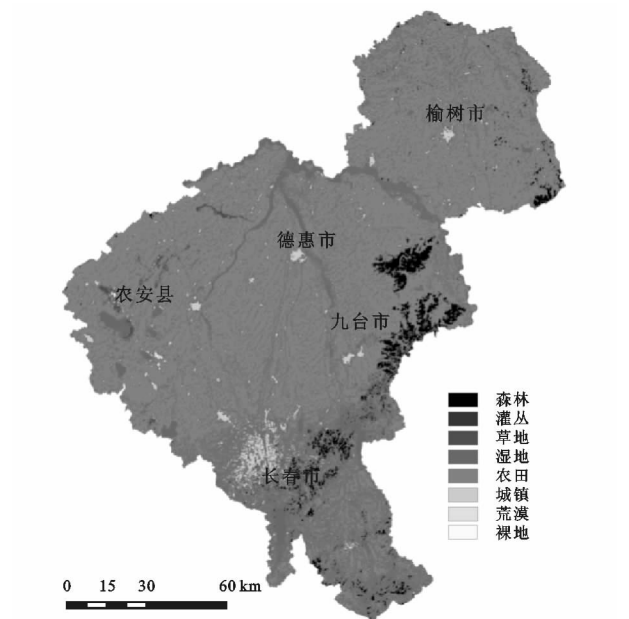 榆树市
德惠市
农安县
九台市
长春市
森林
灌丛
草地
湿地
农田
城镇
荒漠
裸地
0 15 30 60 km